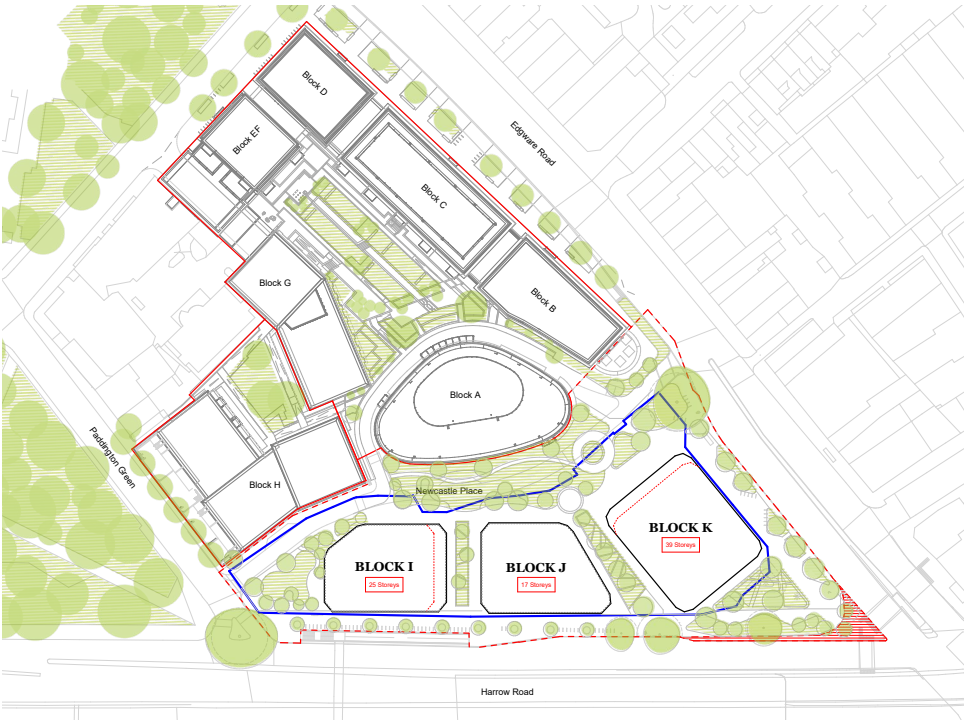 Block D
Block EF
Edgware Road
Block C
Block G
Block B
Block A
Paddington Green
Block H
Newcastle Place
BLOCK K
39 Storeys
BLOCK I
25 Storeys
BLOCK J
17 Storeys
Harrow Road